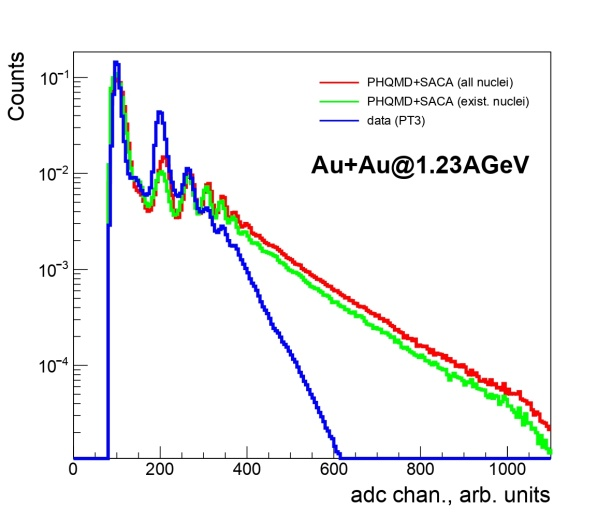 Counts
10⁻¹
10⁻²
10⁻³
10⁻⁴
PHQMD+SACA (all nuclei)
PHQMD+SACA (exist. nuclei)
data (PT3)
Au+Au@1.23AGeV
0 200 400 600 800 1000
adc chan., arb. units